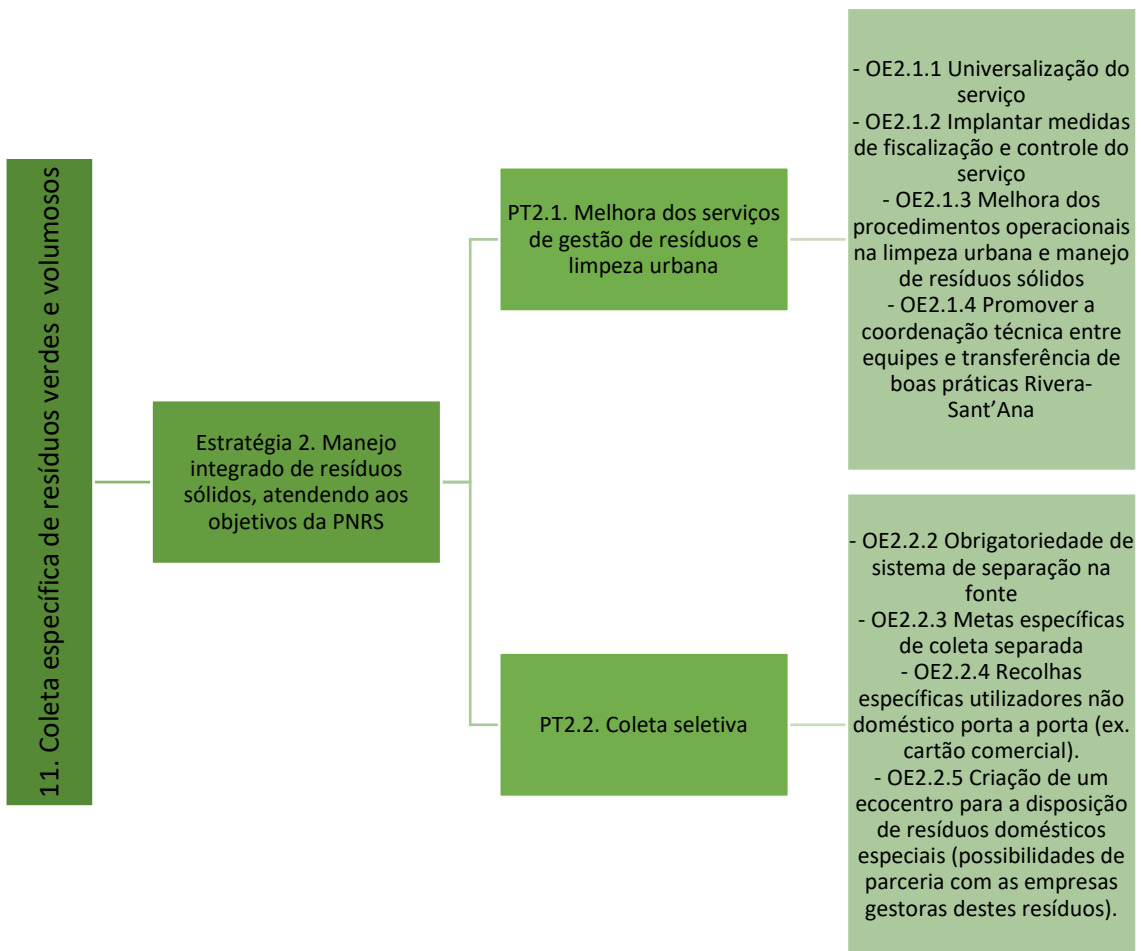 11. Coleta específica de resíduos verdes e volumosos
Estratégia 2. Manejo
integrado de resíduos
sólidos, atendendo aos
objetivos da PNRS
PT2.1. Melhora dos serviços
de gestão de resíduos e
limpeza urbana
- OE2.1.1 Universalização do
serviço
- OE2.1.2 Implantar medidas
de fiscalização e controle do
serviço
- OE2.1.3 Melhora dos
procedimentos operacionais
na limpeza urbana e manejo
de resíduos sólidos
- OE2.1.4 Promover a
coordenação técnica entre
equipes e transferência de
boas práticas Rivera-
Sant’Ana
PT2.2. Coleta seletiva
- OE2.2.2 Obrigatoriedade de
sistema de separação na
fonte
- OE2.2.3 Metas específicas
de coleta separada
- OE2.2.4 Recolhas
específicas utilizadores não
doméstico porta a porta (ex.
cartão comercial).
- OE2.2.5 Criação de um
ecocentro para a disposição
de resíduos domésticos
especiais (possibilidades de
parceria com as empresas
gestoras destes resíduos).